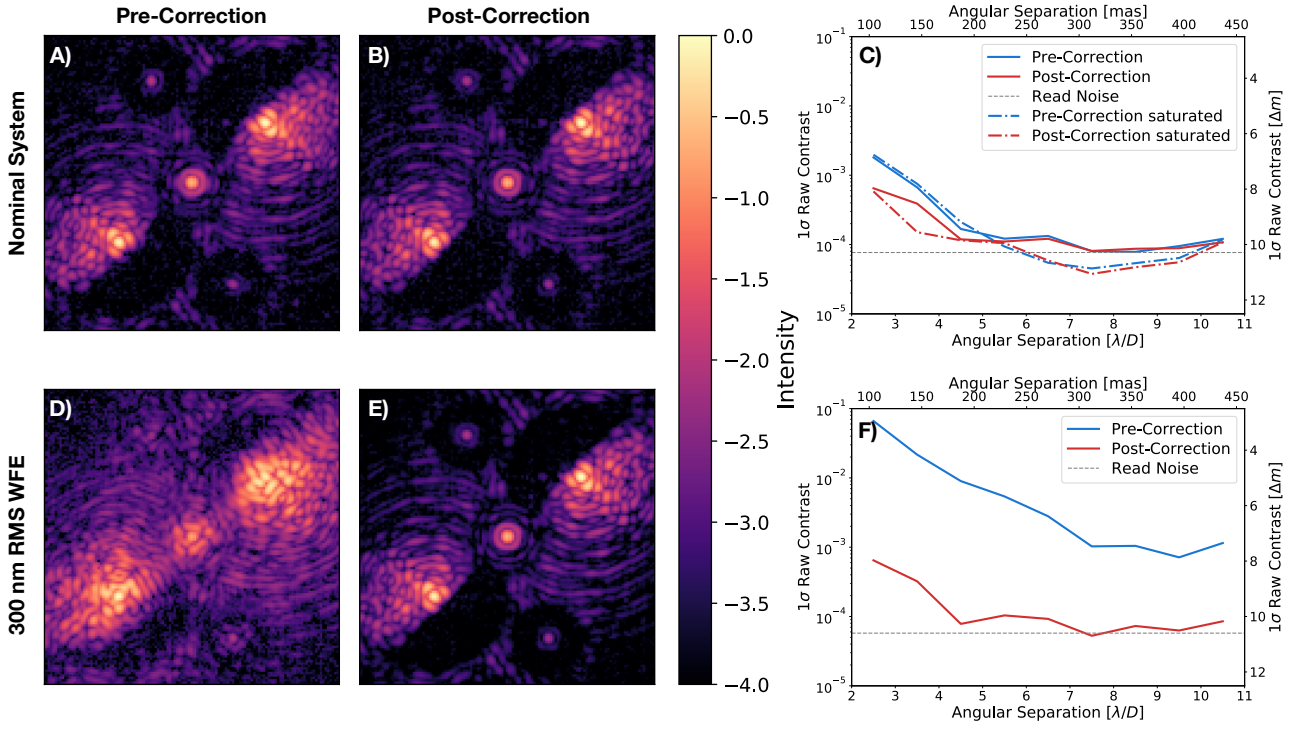 Pre-Correction
Post-Correction
Nominal System
300 nm RMS WFE
A)
B)
D)
E)
0.0
−0.5
−1.0
−1.5
−2.0
−2.5
−3.0
−3.5
−4.0
Intensity
Angular Separation [mas]
100 150 200 250 300 350 400 450
C)
Pre-Correction
Post-Correction
Read Noise
Pre-Correction saturated
Post-Correction saturated
10⁻¹
10⁻²
10⁻³
10⁻⁴
10⁻⁵
1σ Raw Contrast
4
6
8
10
12
1σ Raw Contrast [Δm]
2 3 4 5 6 7 8 9 10 11
Angular Separation [λ/D]
Angular Separation [mas]
100 150 200 250 300 350 400 450
F)
Pre-Correction
Post-Correction
Read Noise
10⁻¹
10⁻²
10⁻³
10⁻⁴
10⁻⁵
1σ Raw Contrast
4
6
8
10
12
1σ Raw Contrast [Δm]
2 3 4 5 6 7 8 9 10 11
Angular Separation [λ/D]